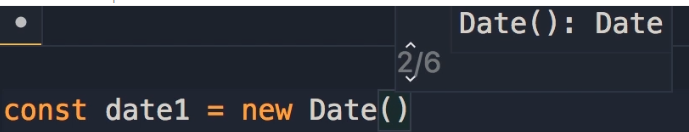 Date(): Date
2/6
const date1 = new Date()